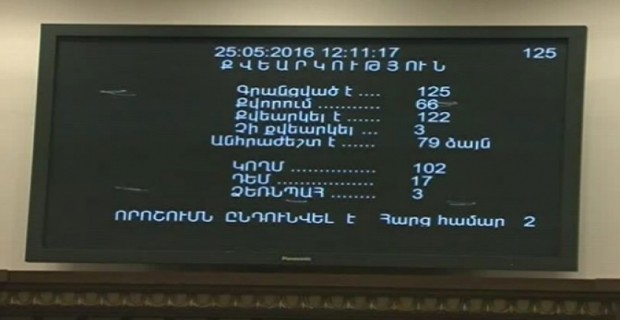 25:05:2016 12:11:17 125
ՔՎԵԱՐԿՈՒԹՅՈՒՆ
Գրանցված է .... 125
Քվորում ........... 66
Քվեարկել է ....... 122
Չի քվեարկել .... 3
Անհրաժեշտ է ...... 79 ձայն
ԿՈՂՄ ............... 102
ԴԵՄ ................. 17
ՁԵՌՆՊԱՀ .......... 3
ՈՐՈՇՈՒՄՆ ԸՆԴՈՒՆՎԵԼ է Հարց համար 2
Panasonic